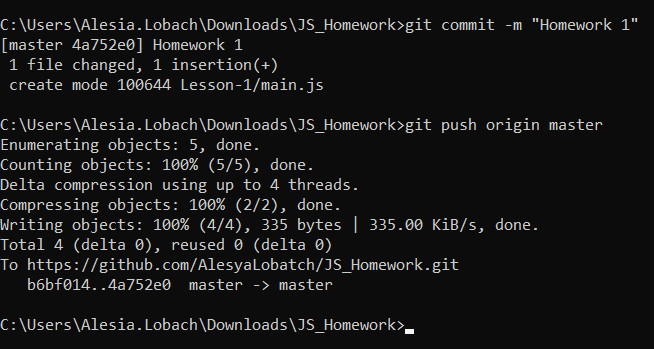 C:\Users\Alesia.Lobach\Downloads\JS_Homework>git commit -m "Homework 1"
[master 4a752e0] Homework 1
 1 file changed, 1 insertion(+)
 create mode 100644 Lesson-1/main.js

C:\Users\Alesia.Lobach\Downloads\JS_Homework>git push origin master
Enumerating objects: 5, done.
Counting objects: 100% (5/5), done.
Delta compression using up to 4 threads.
Compressing objects: 100% (2/2), done.
Writing objects: 100% (4/4), 335 bytes | 335.00 KiB/s, done.
Total 4 (delta 0), reused 0 (delta 0)
To https://github.com/AlesyaLobatch/JS_Homework.git
   b6bf014..4a752e0  master -> master

C:\Users\Alesia.Lobach\Downloads\JS_Homework>